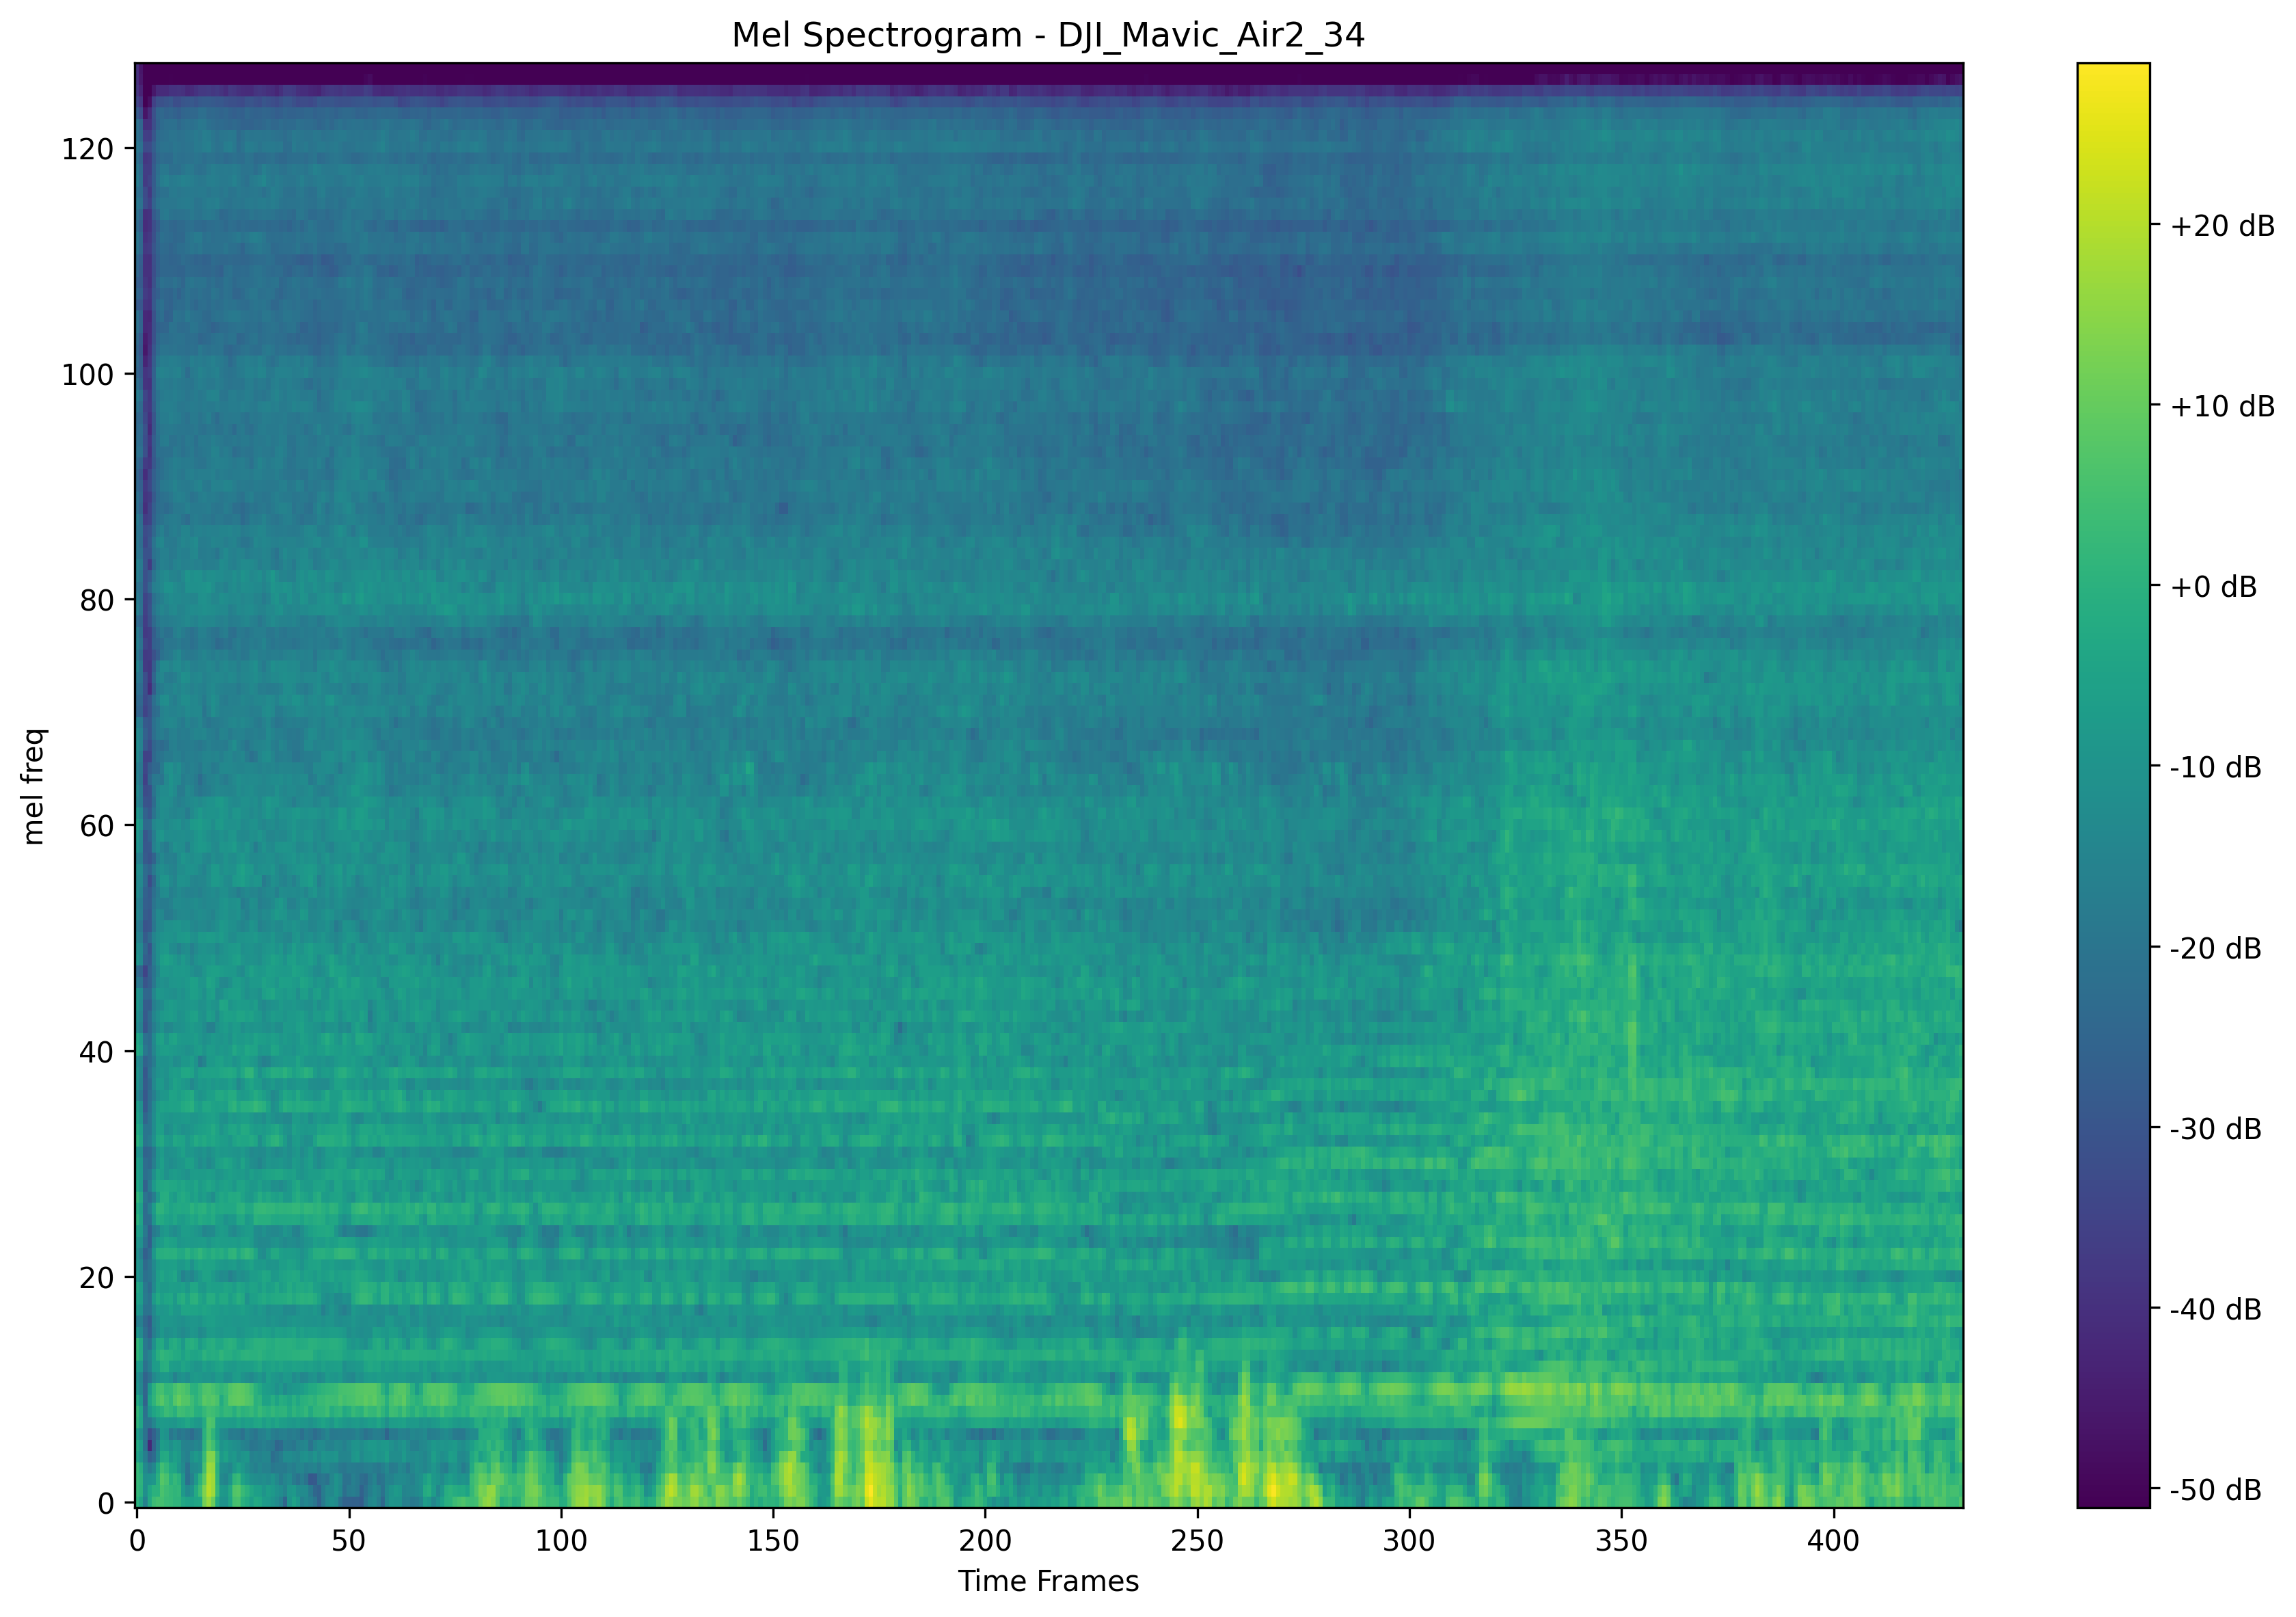 Mel Spectrogram - DJI_Mavic_Air2_34
mel freq
120
100
80
60
40
20
0
0 50 100 150 200 250 300 350 400
Time Frames
+20 dB
+10 dB
+0 dB
-10 dB
-20 dB
-30 dB
-40 dB
-50 dB